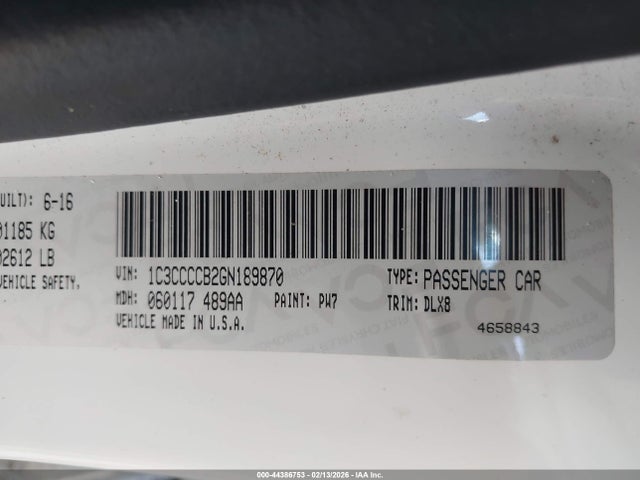 UILT): 6-16
01185 KG
02612 LB
VEHICLE SAFETY,
VIN: 1C3CCCCB2GN189870 TYPE: PASSENGER CAR
MDH: 060117 489AA PAINT: PW7 TRIM: DLX8
VEHICLE MADE IN U.S.A. 4658843
000-44386753 - 02/13/2026 - IAA Inc.